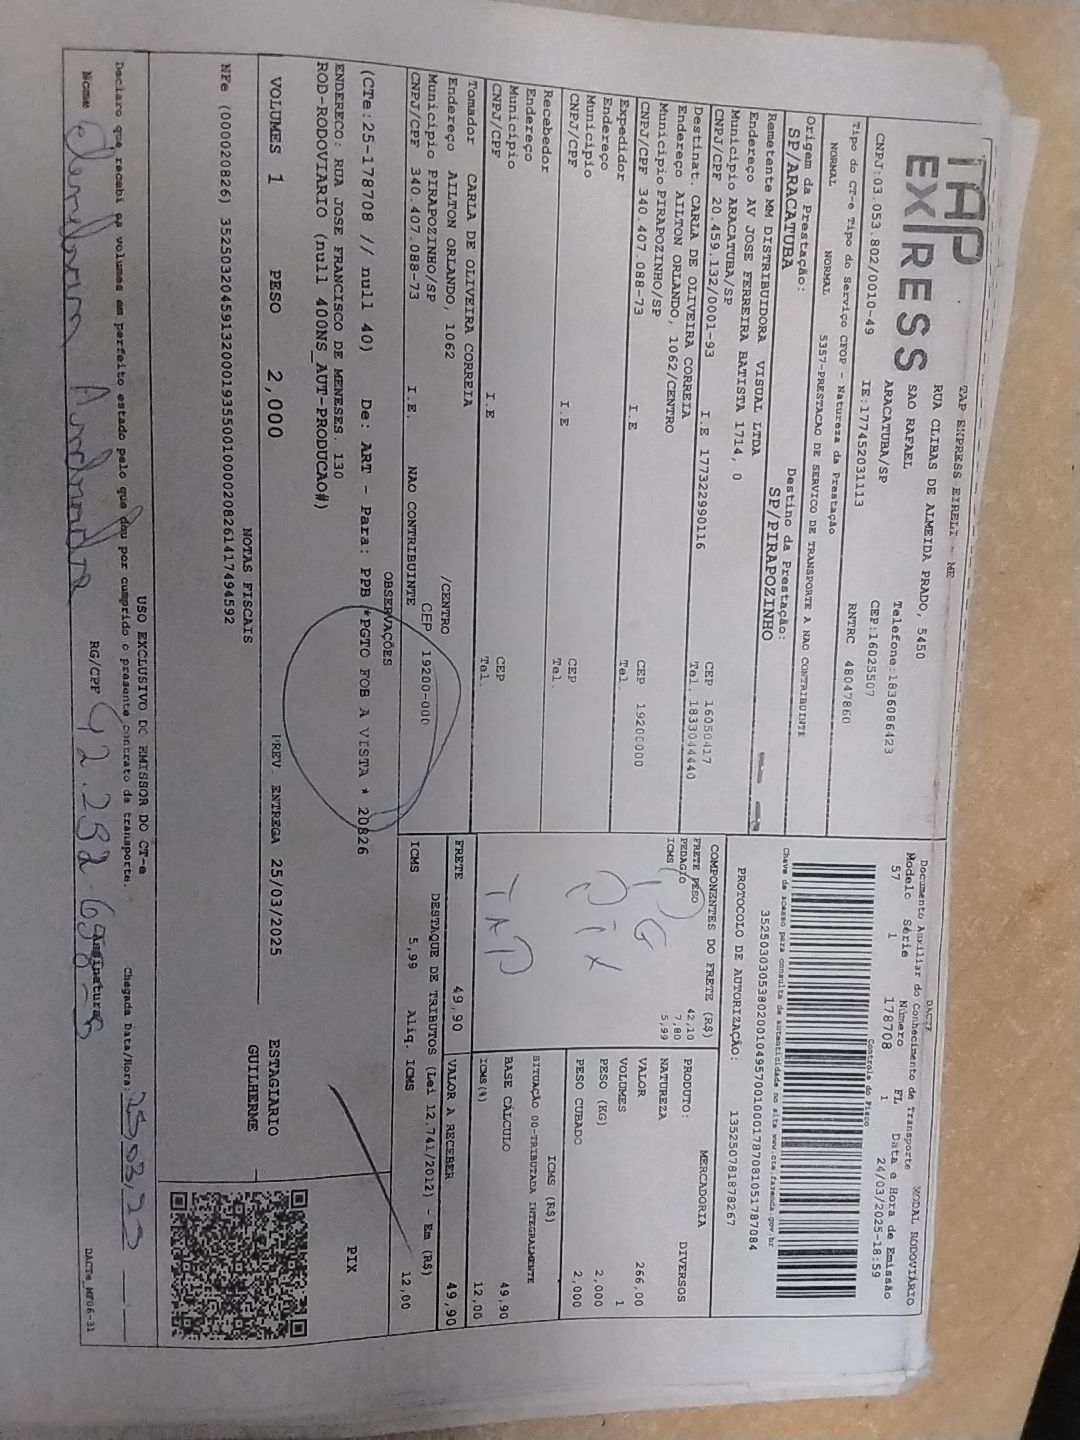 TAP EXPRESS
TAP EXPRESS EIRELI - ME
RUA CLIBAS DE ALMEIDA PRADO, 5450
SAO RAFAEL
Telefone:1836086423
ARACATUBA/SP
CEP:16025507
CNPJ:03.053.802/0010-49 IE:177452031113 RNTRC 48047860
Tipo do CT-e Tipo do Serviço CFOP - Natureza da Prestação
NORMAL NORMAL 5357-PRESTACAO DE SERVICO DE TRANSPORTE A NAO CONTRIBUINTE
Origem da Prestação: Destino da Prestação:
SP/ARACATUBA SP/PIRAPOZINHO
Remetente MM DISTRIBUIDORA VISUAL LTDA
Endereço AV JOSE FERREIRA BATISTA 1714, 0
Município ARACATUBA/SP CEP 16050417
CNPJ/CPF 20.459.132/0001-93 I.E 177322990116 Tel. 1833044440
Destinat. CARLA DE OLIVEIRA CORREIA
Endereço AILTON ORLANDO, 1062/CENTRO
Município PIRAPOZINHO/SP CEP 19200000
CNPJ/CPF 340.407.088-73 I.E Tel.
Expedidor
Endereço
Município CEP
CNPJ/CPF I.E Tel.
Recebedor
Endereço
Município CEP
CNPJ/CPF I.E Tel.
Tomador CARLA DE OLIVEIRA CORREIA
Endereço AILTON ORLANDO, 1062 /CENTRO
Município PIRAPOZINHO/SP CEP 19200-000
CNPJ/CPF 340.407.088-73 I.E. NAO CONTRIBUINTE
DACTE MODAL RODOVIÁRIO
Documento Auxiliar do Conhecimento de Transporte
Modelo Série Número FL Data e Hora de Emissão
57 1 178708 1 24/03/2025-18:59
Controle do Fisco
Chave de acesso para consulta de autenticidade no site www.cte.fazenda.gov.br
35250303053802001049570010001787081051787084
PROTOCOLO DE AUTORIZAÇÃO: 135250781878267
COMPONENTES DO FRETE (R$)
FRETE PESO 42,10
PEDAGIO 7,80
ICMS 5,99
PG
PIX
TAP
PRODUTO: MERCADORIA DIVERSOS
NATUREZA
VALOR 266,00
VOLUMES 1
PESO (KG) 2,000
PESO CUBADO 2,000
ICMS (R$)
SITUAÇÃO 00-TRIBUTADA INTEGRALMENTE
BASE CÁLCULO 49,90
ICMS(%) 12,00
FRETE 49,90 VALOR A RECEBER 49,90
DESTAQUE DE TRIBUTOS (Lei 12.741/2012) - Em (R$)
ICMS 5,99 Aliq. ICMS 12,00
OBSERVAÇÕES
(CTe:25-178708 // null 40) De: ART - Para: PPB *PGTO FOB A VISTA * 20826
ENDERECO: RUA JOSE FRANCISCO DE MENESES 130
ROD-RODOVIARIO (null 400NS_AUT-PRODUCAO#)
PIX
VOLUMES 1 PESO 2,000 PREV. ENTREGA 25/03/2025 ESTAGIARIO
GUILHERME
NOTAS FISCAIS
NFe (000020826) 35250320459132000193550010000208261417494592
USO EXCLUSIVO DO EMISSOR DO CT-e
Declaro que recebi os volumes em perfeito estado pelo que dou por cumprido o presente contrato de transporte. Chegada Data/Hora: 25/03/25
Nome RG/CPF 42.292.698-6 Assinatura DACTe_MF06-31